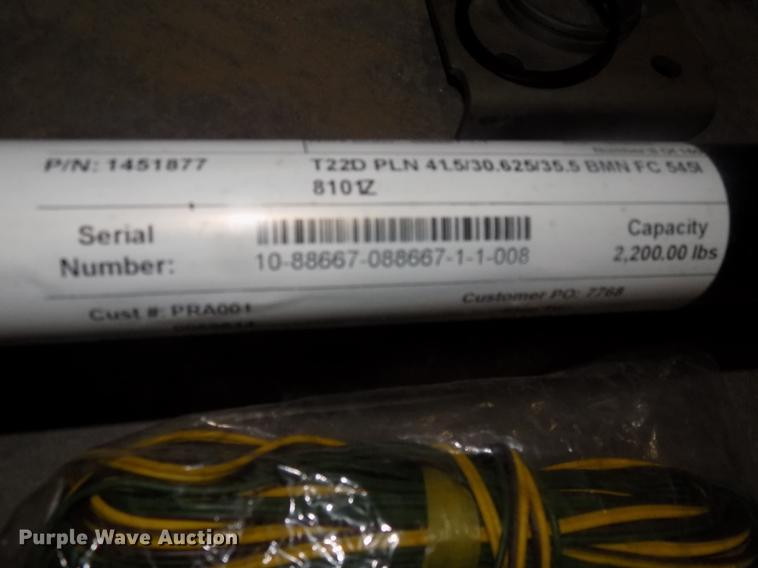 P/N: 1451877 T22D PLN 41.5/30.625/35.5 BMN FC 545I
8101Z
Serial Number: 10-88667-088667-1-1-008
Capacity 2,200.00 lbs
Cust #: PRA001 Customer PO: 7768
Purple Wave Auction